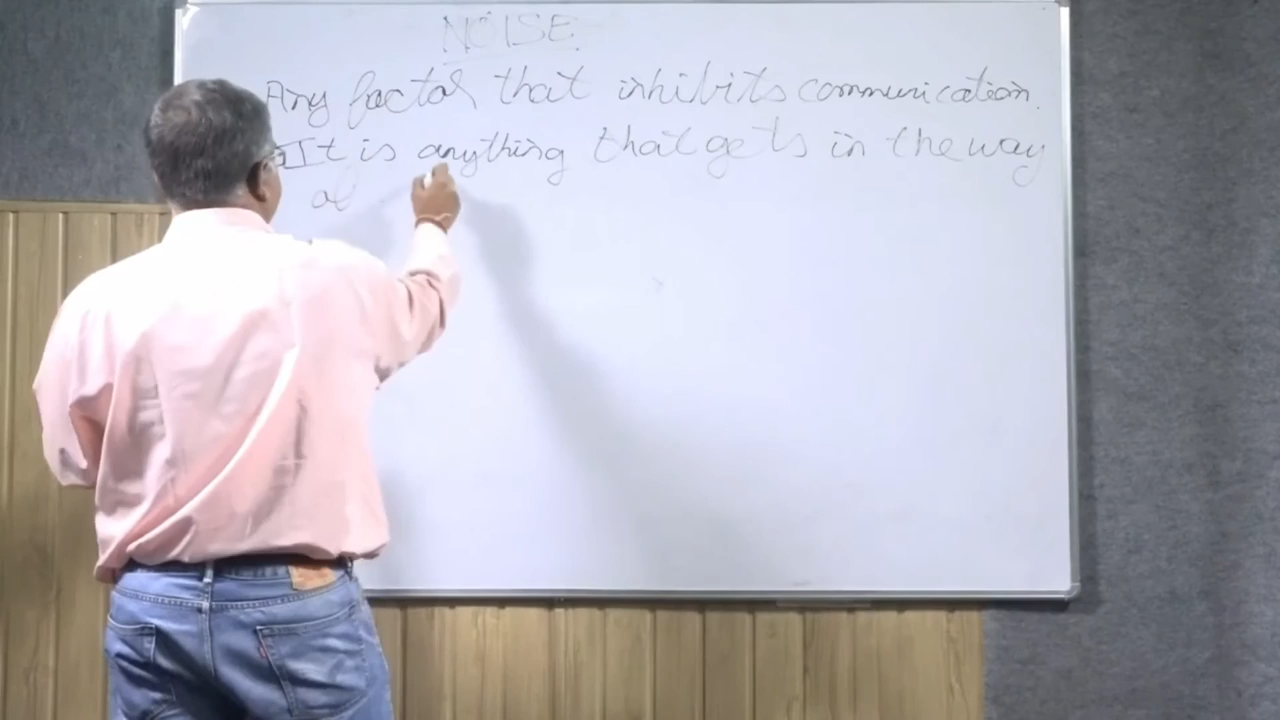 NOISE
Any factor that inhibits communication.
It is anything that gets in the way
of